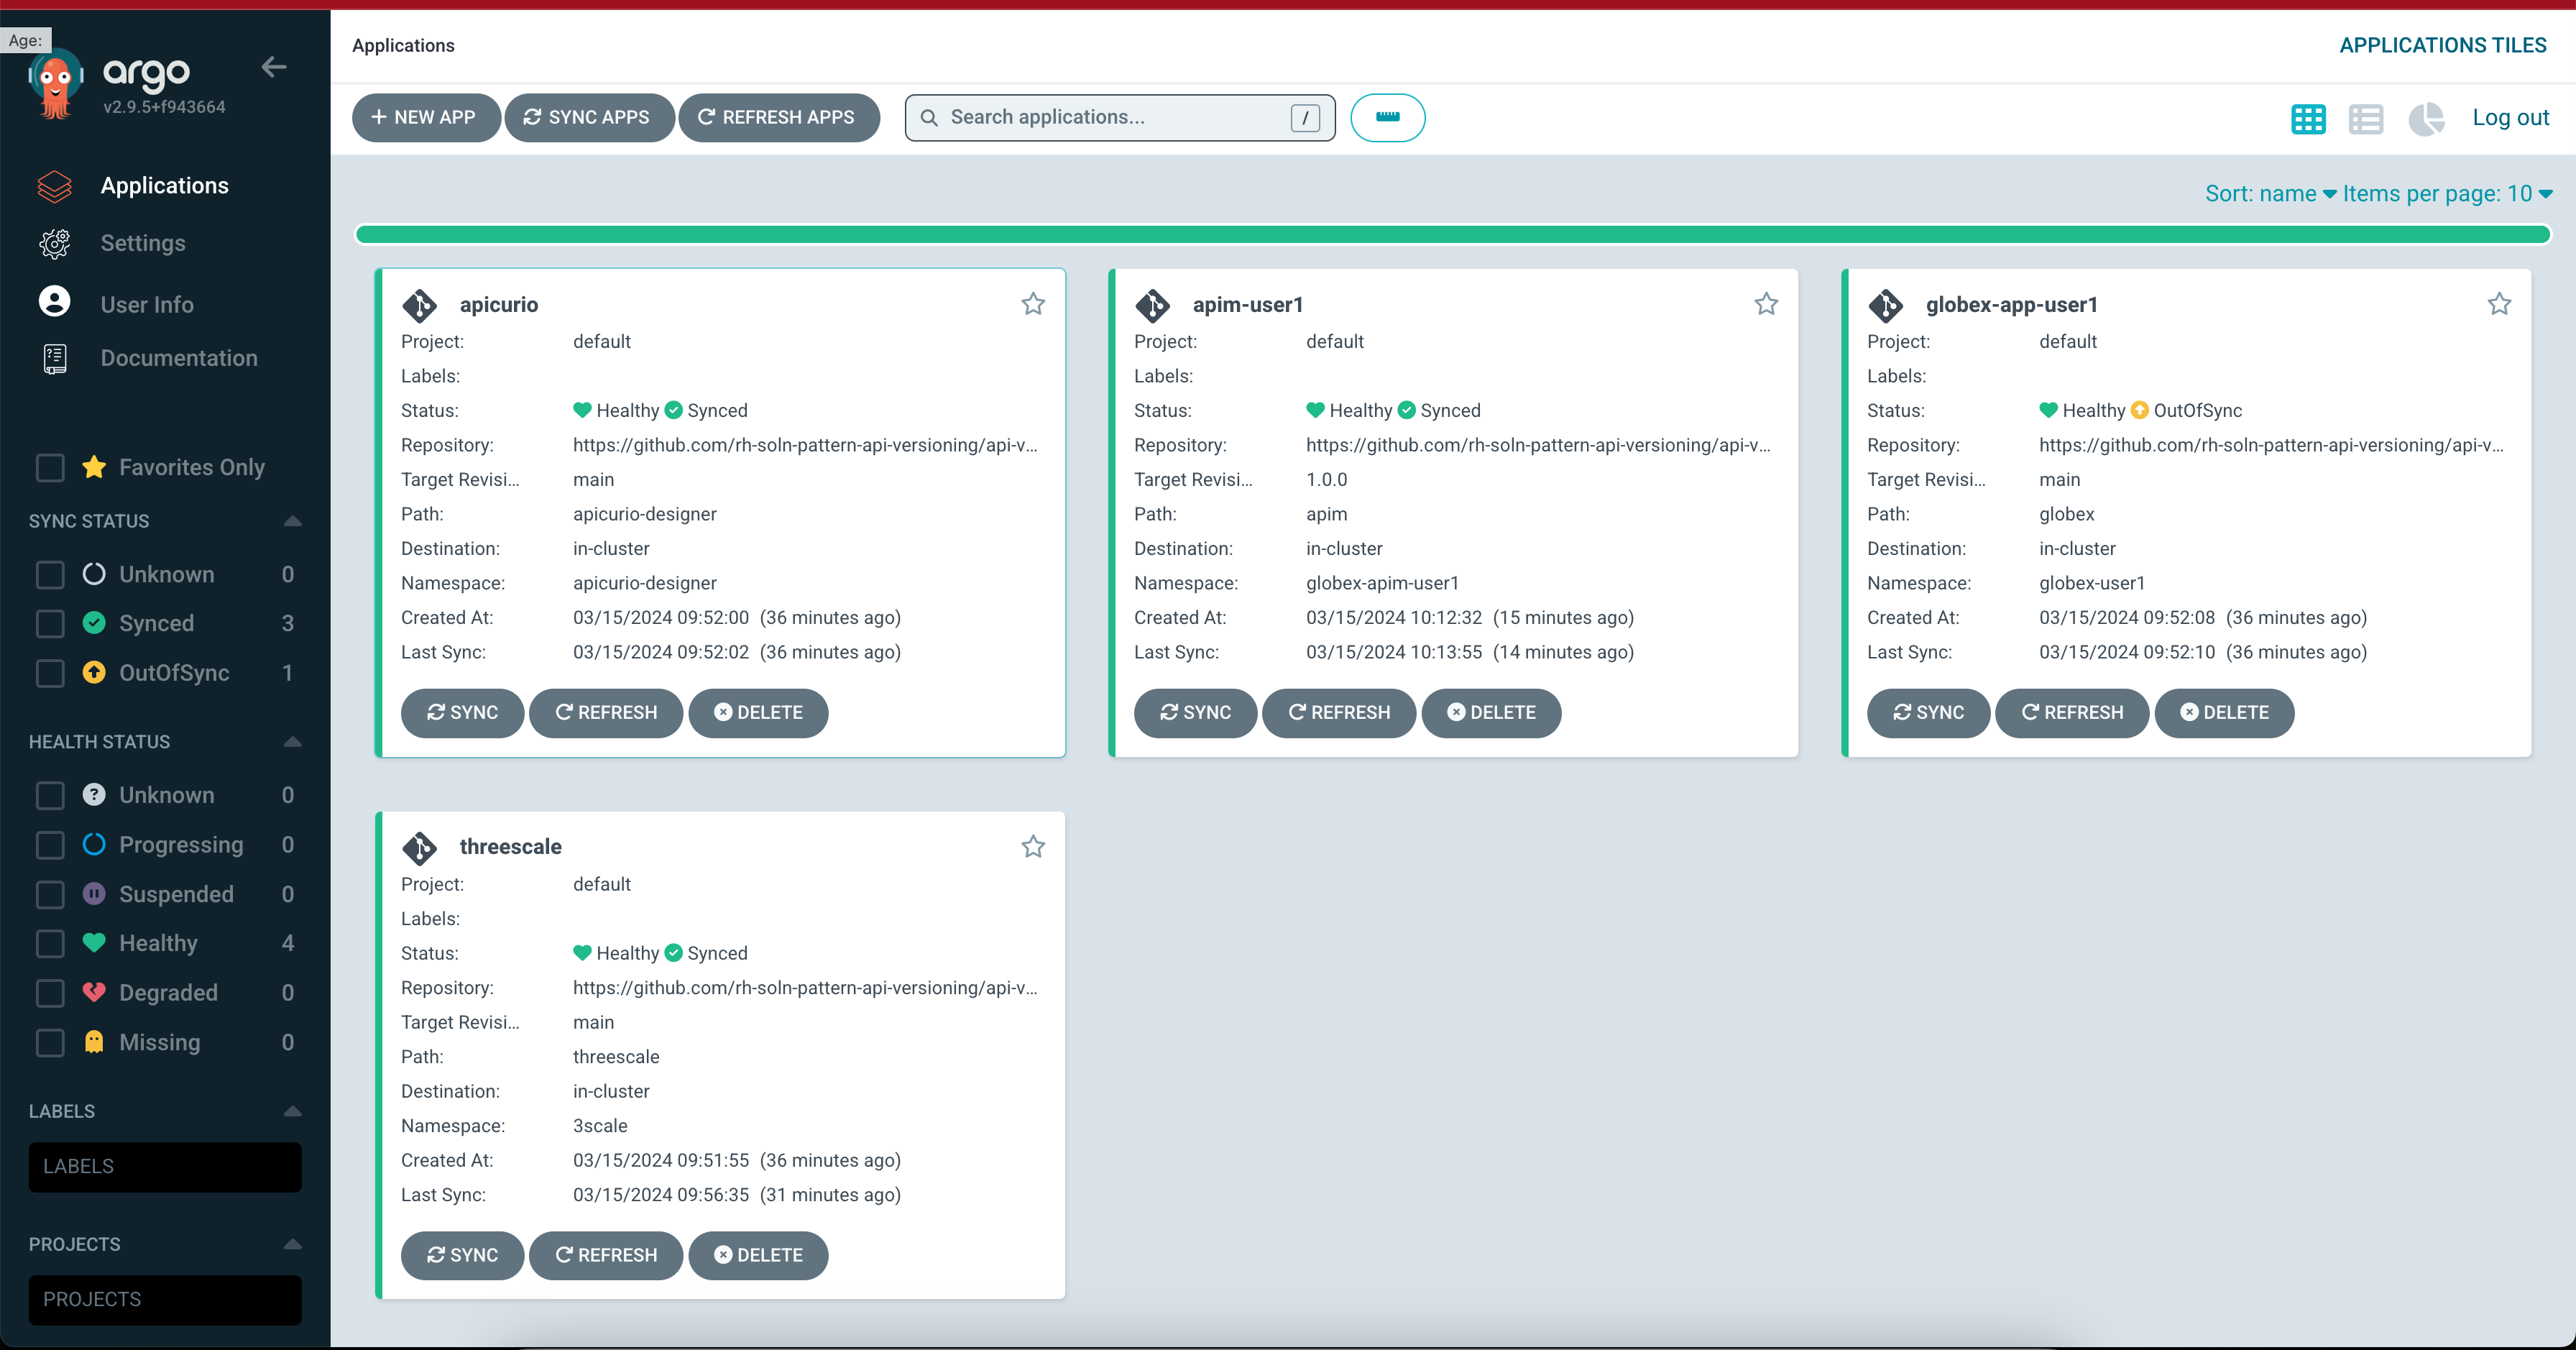 Age:
argo
v2.9.5+f943664
Applications
Settings
User Info
Documentation
Favorites Only
SYNC STATUS
Unknown 0
Synced 3
OutOfSync 1
HEALTH STATUS
Unknown 0
Progressing 0
Suspended 0
Healthy 4
Degraded 0
Missing 0
LABELS
LABELS
PROJECTS
PROJECTS
Applications
APPLICATIONS TILES
NEW APP SYNC APPS REFRESH APPS Search applications... / Log out
Sort: name Items per page: 10
apicurio
Project: default
Labels:
Status: Healthy Synced
Repository: https://github.com/rh-soln-pattern-api-versioning/api-v...
Target Revisi... main
Path: apicurio-designer
Destination: in-cluster
Namespace: apicurio-designer
Created At: 03/15/2024 09:52:00 (36 minutes ago)
Last Sync: 03/15/2024 09:52:02 (36 minutes ago)
SYNC REFRESH DELETE
apim-user1
Project: default
Labels:
Status: Healthy Synced
Repository: https://github.com/rh-soln-pattern-api-versioning/api-v...
Target Revisi... 1.0.0
Path: apim
Destination: in-cluster
Namespace: globex-apim-user1
Created At: 03/15/2024 10:12:32 (15 minutes ago)
Last Sync: 03/15/2024 10:13:55 (14 minutes ago)
SYNC REFRESH DELETE
globex-app-user1
Project: default
Labels:
Status: Healthy OutOfSync
Repository: https://github.com/rh-soln-pattern-api-versioning/api-v...
Target Revisi... main
Path: globex
Destination: in-cluster
Namespace: globex-user1
Created At: 03/15/2024 09:52:08 (36 minutes ago)
Last Sync: 03/15/2024 09:52:10 (36 minutes ago)
SYNC REFRESH DELETE
threescale
Project: default
Labels:
Status: Healthy Synced
Repository: https://github.com/rh-soln-pattern-api-versioning/api-v...
Target Revisi... main
Path: threescale
Destination: in-cluster
Namespace: 3scale
Created At: 03/15/2024 09:51:55 (36 minutes ago)
Last Sync: 03/15/2024 09:56:35 (31 minutes ago)
SYNC REFRESH DELETE